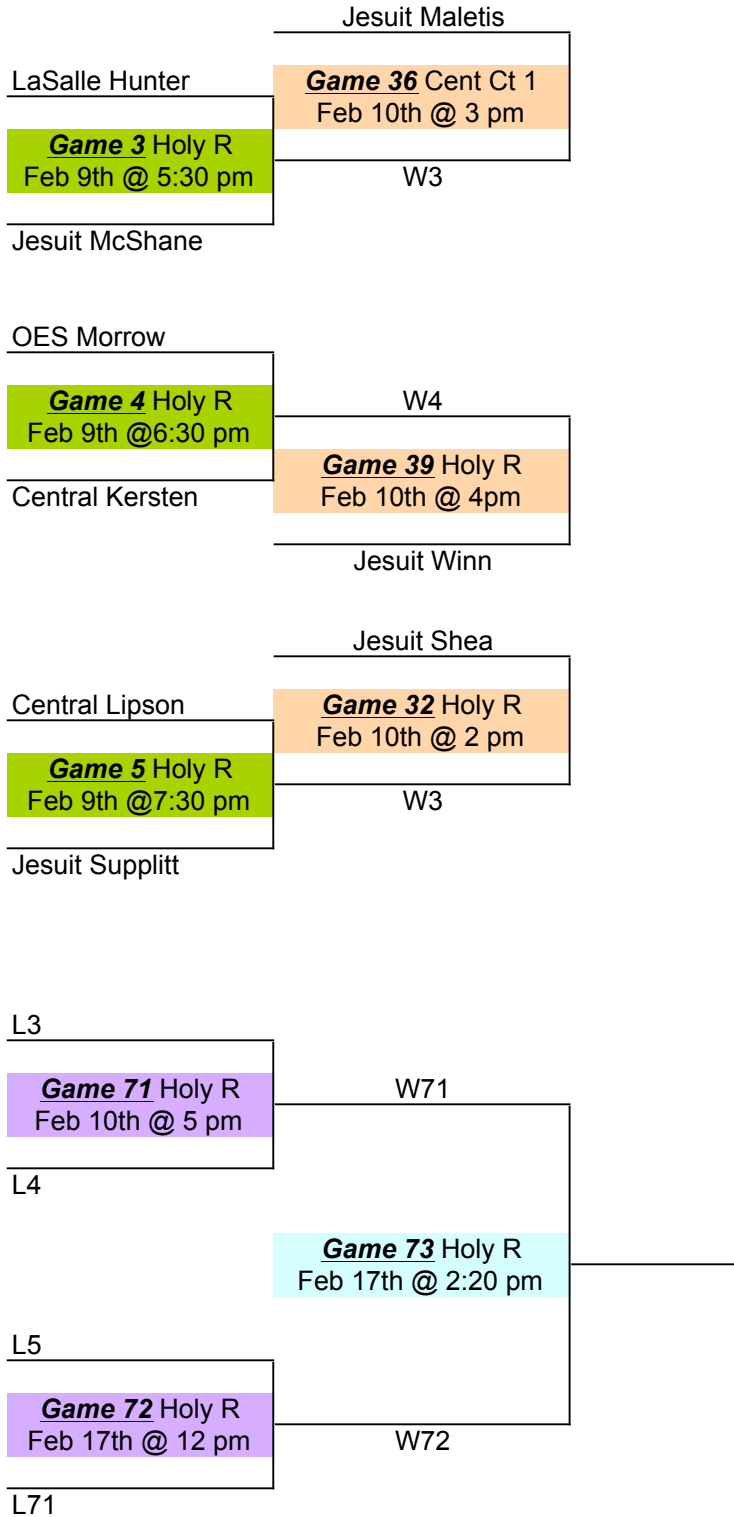 Jesuit Maletis
LaSalle Hunter
Game 36 Cent Ct 1
Feb 10th @ 3 pm
Game 3 Holy R
Feb 9th @ 5:30 pm
W3
Jesuit McShane
OES Morrow
Game 4 Holy R
Feb 9th @6:30 pm
W4
Central Kersten
Game 39 Holy R
Feb 10th @ 4pm
Jesuit Winn
Jesuit Shea
Central Lipson
Game 32 Holy R
Feb 10th @ 2 pm
Game 5 Holy R
Feb 9th @7:30 pm
W3
Jesuit Supplitt
L3
Game 71 Holy R
Feb 10th @ 5 pm
W71
L4
Game 73 Holy R
Feb 17th @ 2:20 pm
L5
Game 72 Holy R
Feb 17th @ 12 pm
W72
L71